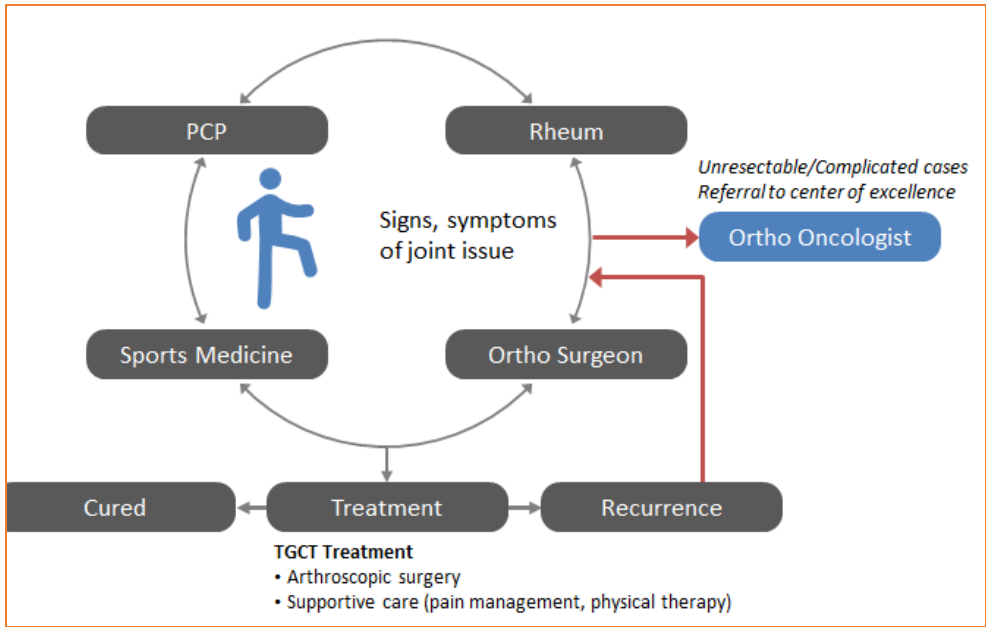 PCP
Rheum
Unresectable/Complicated cases
Referral to center of excellence
Signs, symptoms
of joint issue
Ortho Oncologist
Sports Medicine
Ortho Surgeon
Cured
Treatment
Recurrence
TGCT Treatment
• Arthroscopic surgery
• Supportive care (pain management, physical therapy)